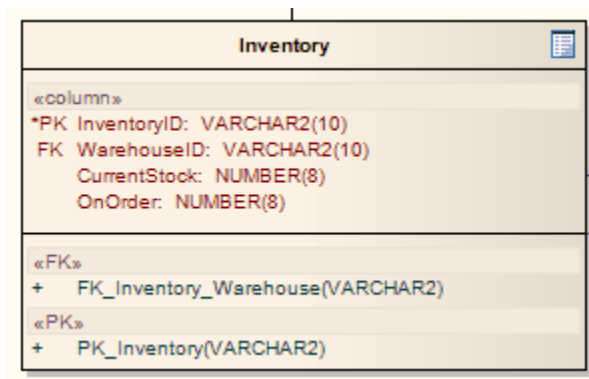 Inventory
«column»
*PK InventoryID: VARCHAR2(10)
FK WarehouseID: VARCHAR2(10)
CurrentStock: NUMBER(8)
OnOrder: NUMBER(8)
«FK»
+ FK_Inventory_Warehouse(VARCHAR2)
«PK»
+ PK_Inventory(VARCHAR2)